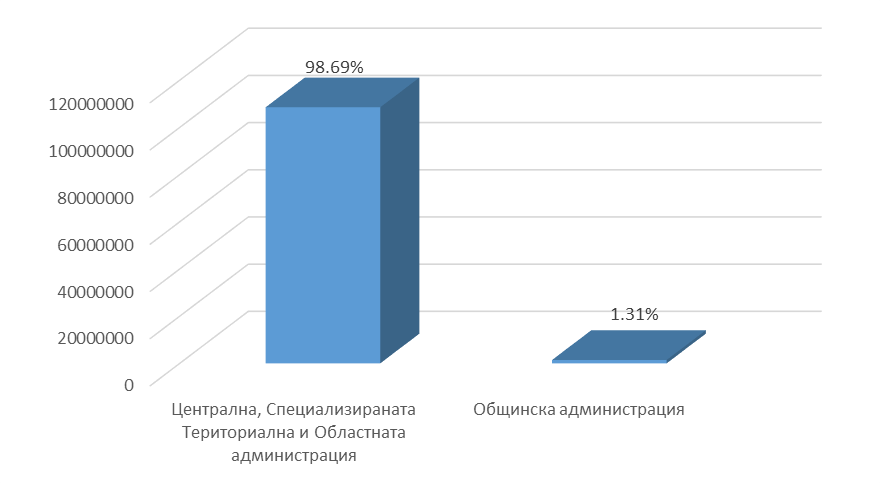 98.69%
120000000
100000000
80000000
60000000
40000000
20000000
0
1.31%
Централна, Специализираната
Териториална и Областната
администрация
Общинска администрация